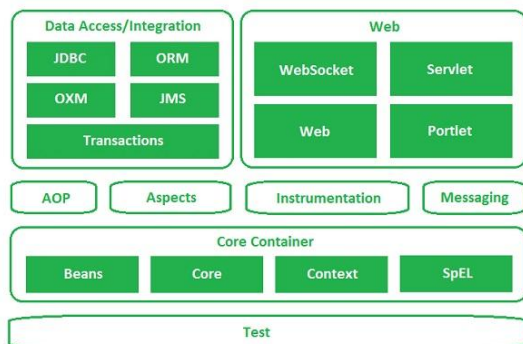 Data Access/Integration
JDBC
ORM
OXM
JMS
Transactions
Web
WebSocket
Servlet
Web
Portlet
AOP
Aspects
Instrumentation
Messaging
Core Container
Beans
Core
Context
SpEL
Test